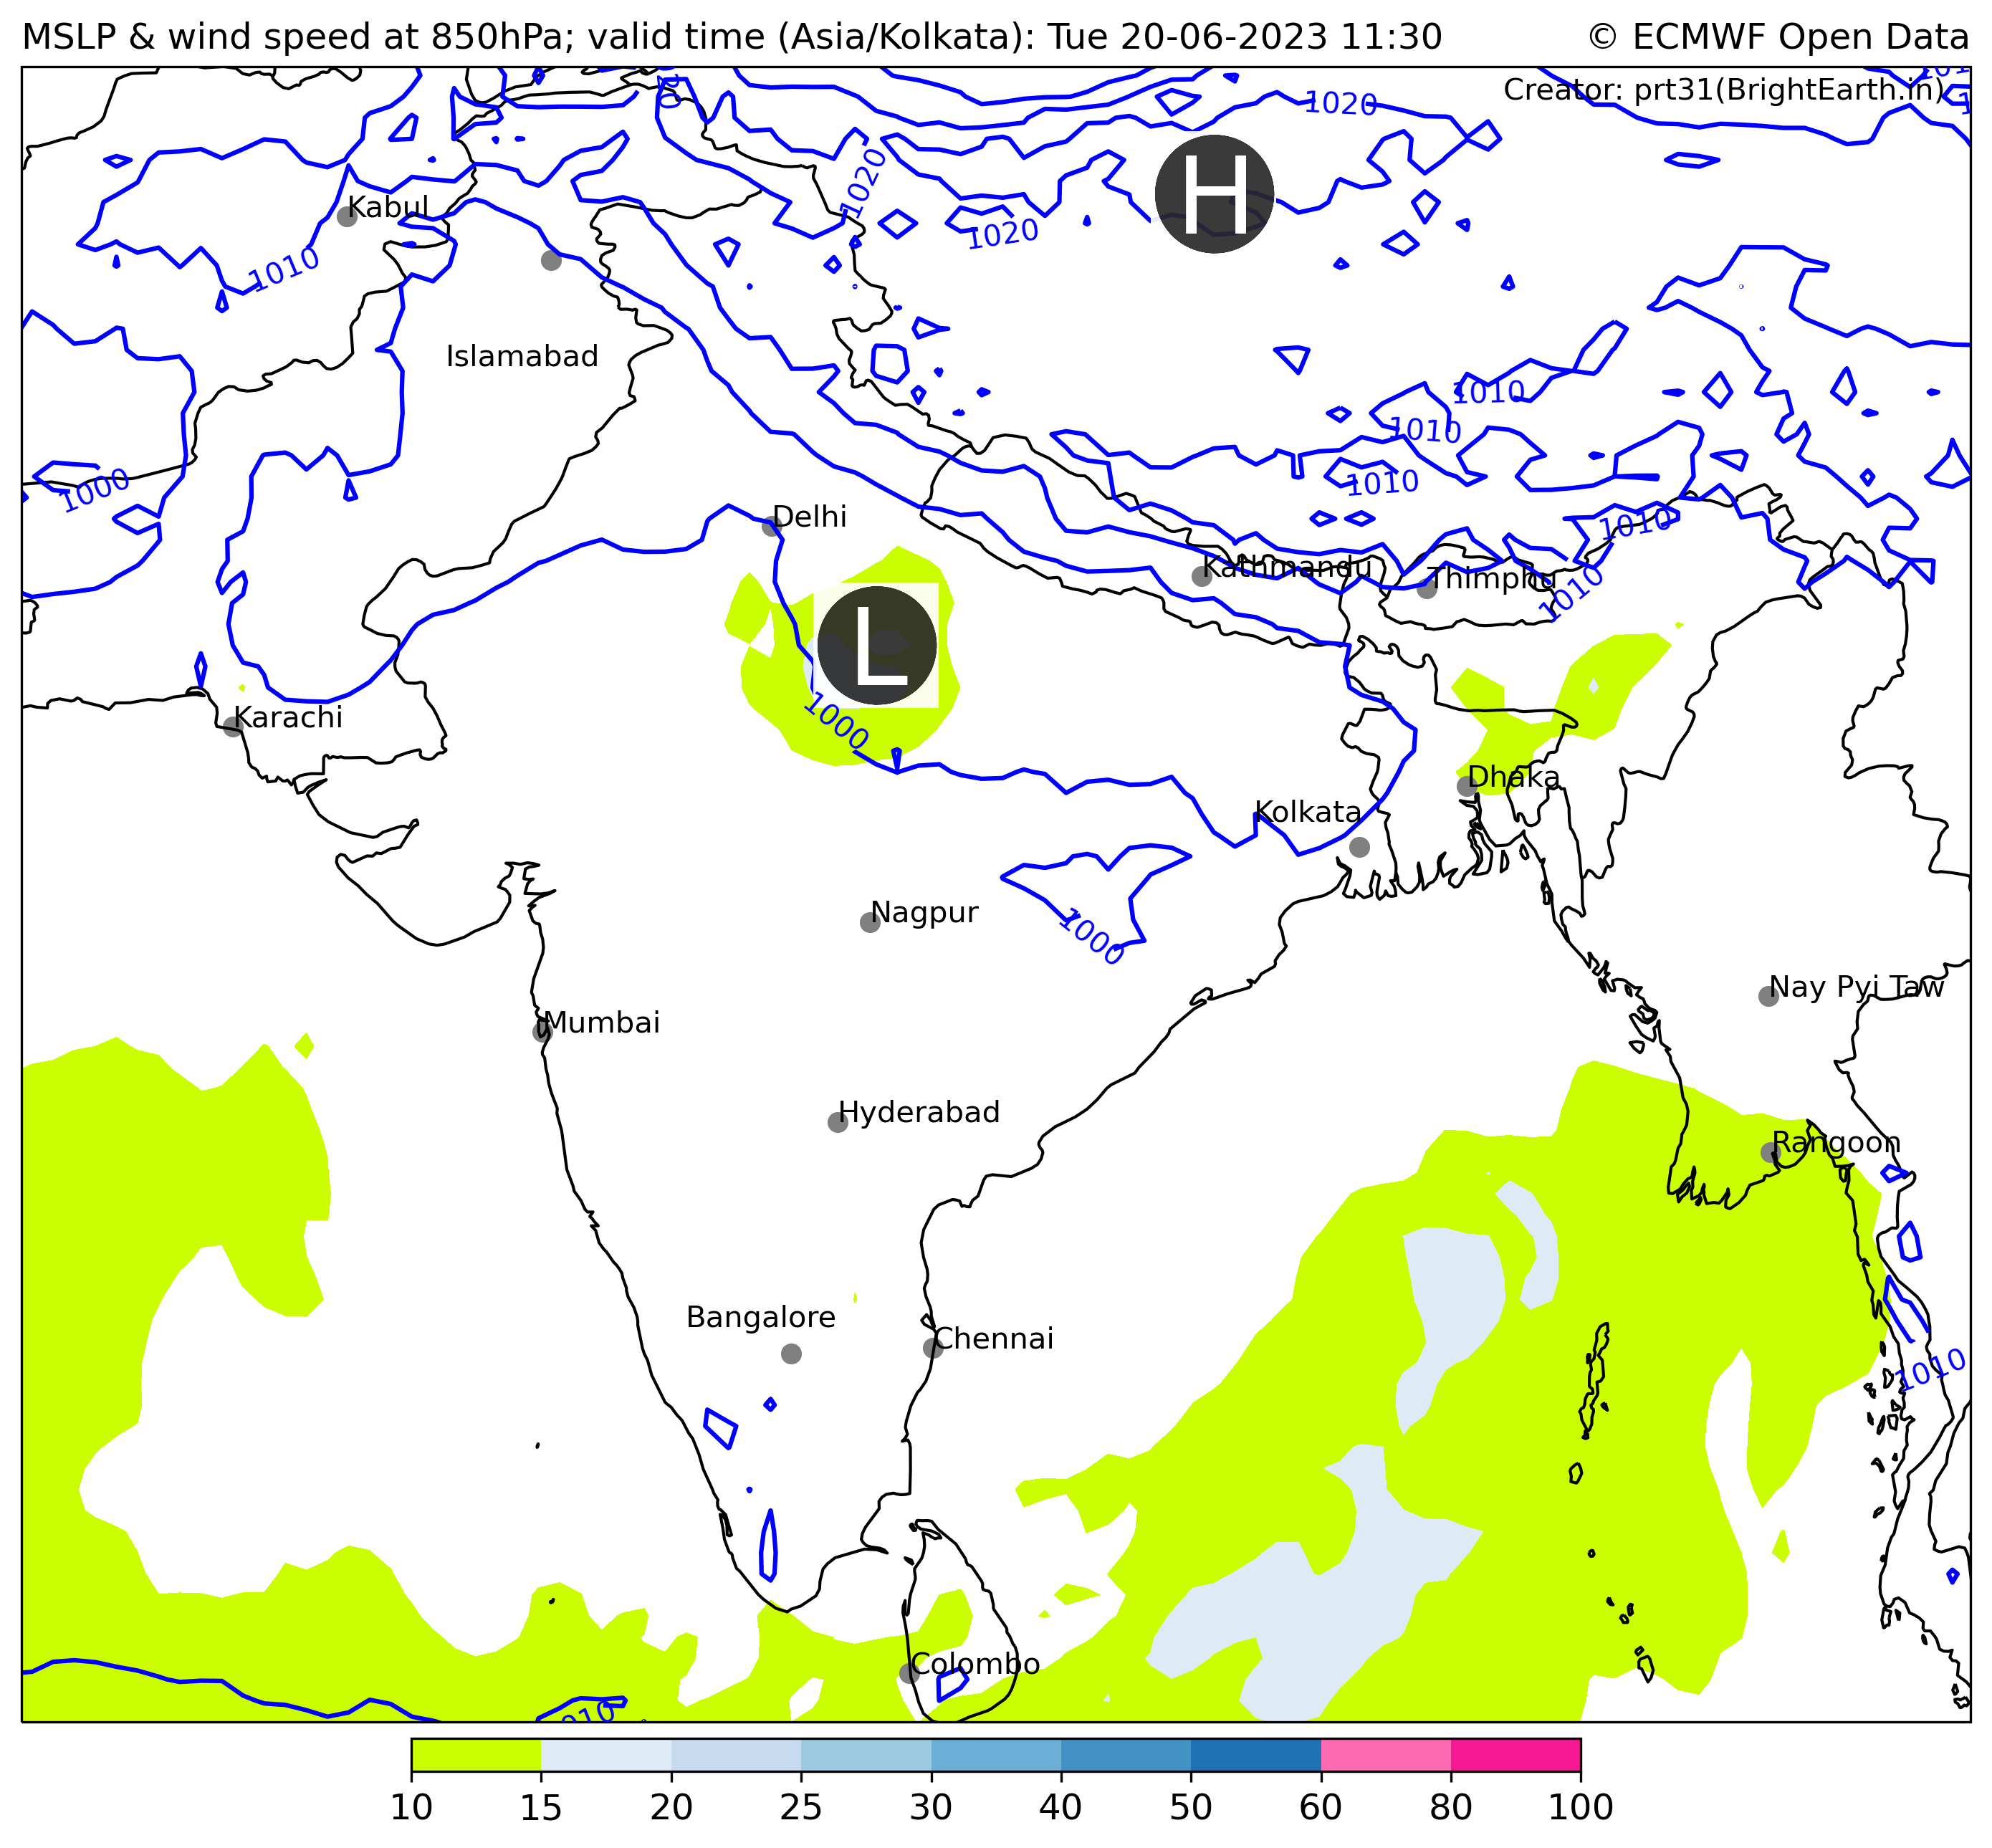 MSLP & wind speed at 850hPa; valid time (Asia/Kolkata): Tue 20-06-2023 11:30
© ECMWF Open Data
Creator: prt31(BrightEarth.in)
1020
1020
H
Kabul
1020
1010
Islamabad
1010
1010
1000
1010
Delhi
1010
Kathmandu
Thimphu
1010
L
1000
Karachi
Dhaka
Kolkata
Nagpur
1000
Nay Pyi Taw
Mumbai
Hyderabad
Rangoon
Bangalore
Chennai
1010
Colombo
10 15 20 25 30 40 50 60 80 100